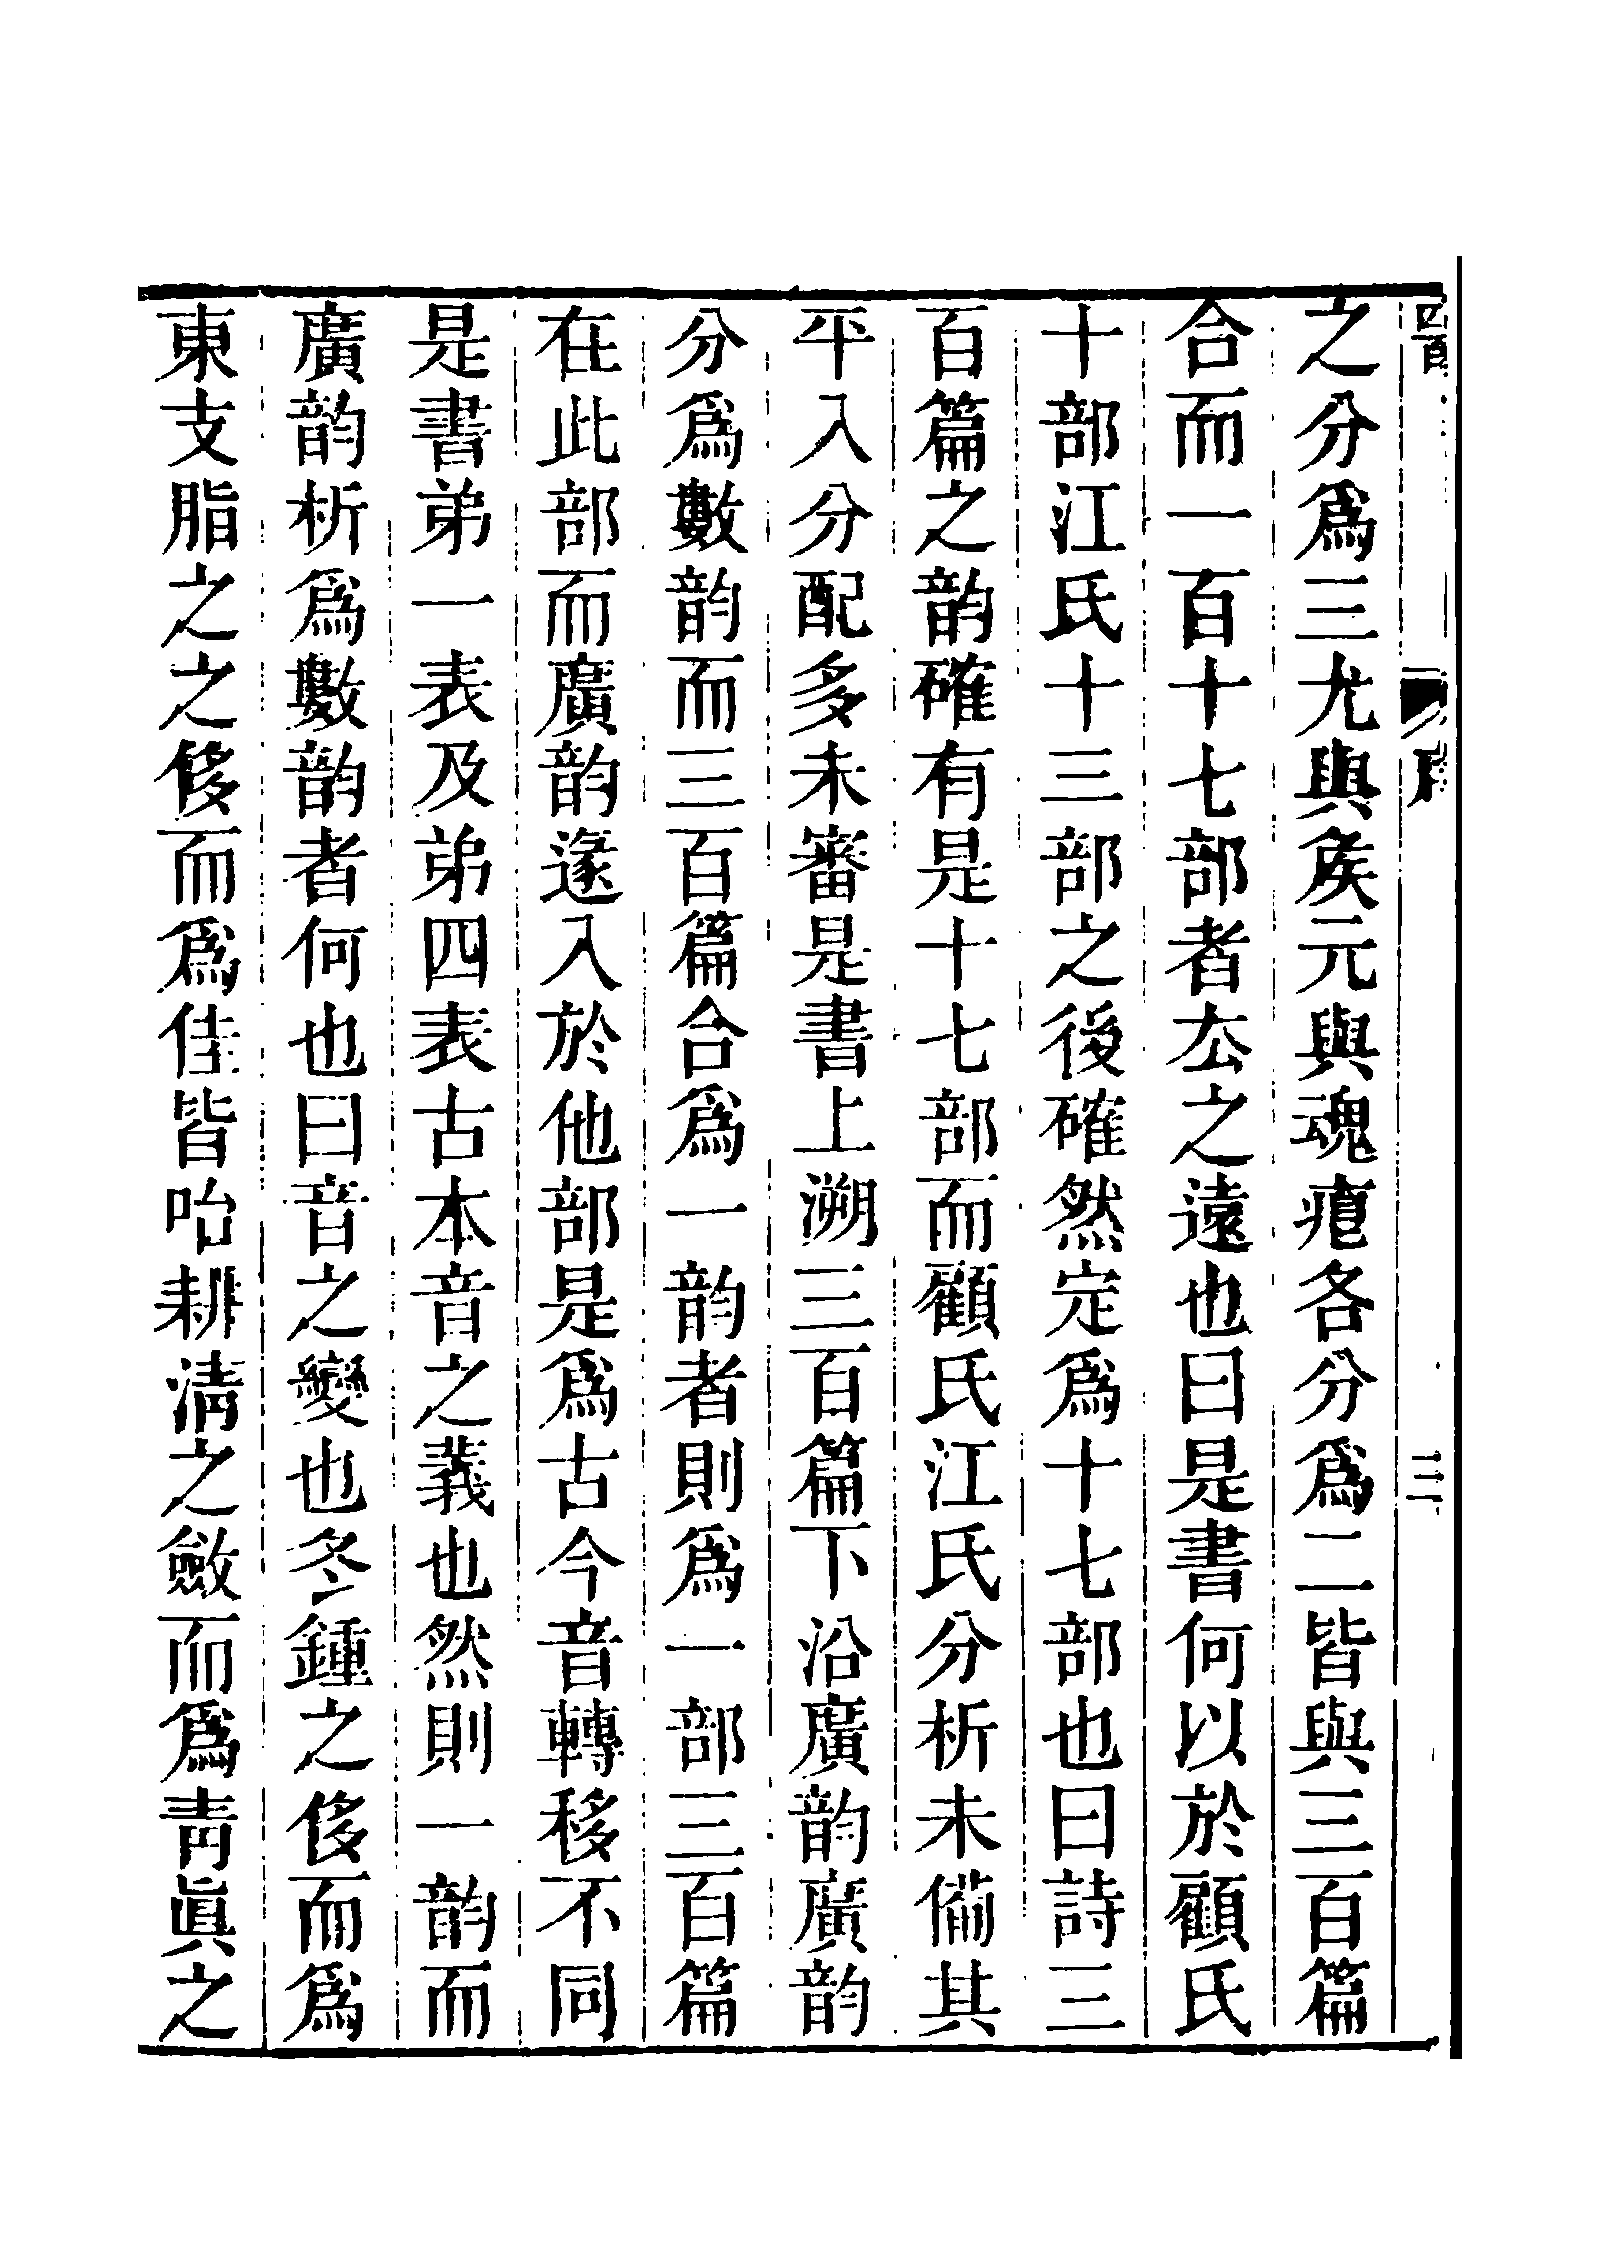 之分爲三尤與矦元與魂痕各分爲二皆與三百篇
合而一百十七部者厺之遠也曰是書何以於顧氏
十部江氏十三部之後確然定爲十七部也曰詩三
百篇之韵確有是十七部而顧氏江氏分析未備其
平入分配多未審是書上溯三百篇下沿廣韵廣韵
分爲數韵而三百篇合爲一韵者則爲一部三百篇
在此部而廣韵遂入於他部是爲古今音轉移不同
是書弟一表及弟四表古本音之義也然則一韵而
廣韵析爲數韵者何也曰音之變也冬鍾之侈而爲
東支脂之之侈而爲佳皆咍耕淸之斂而爲靑眞之